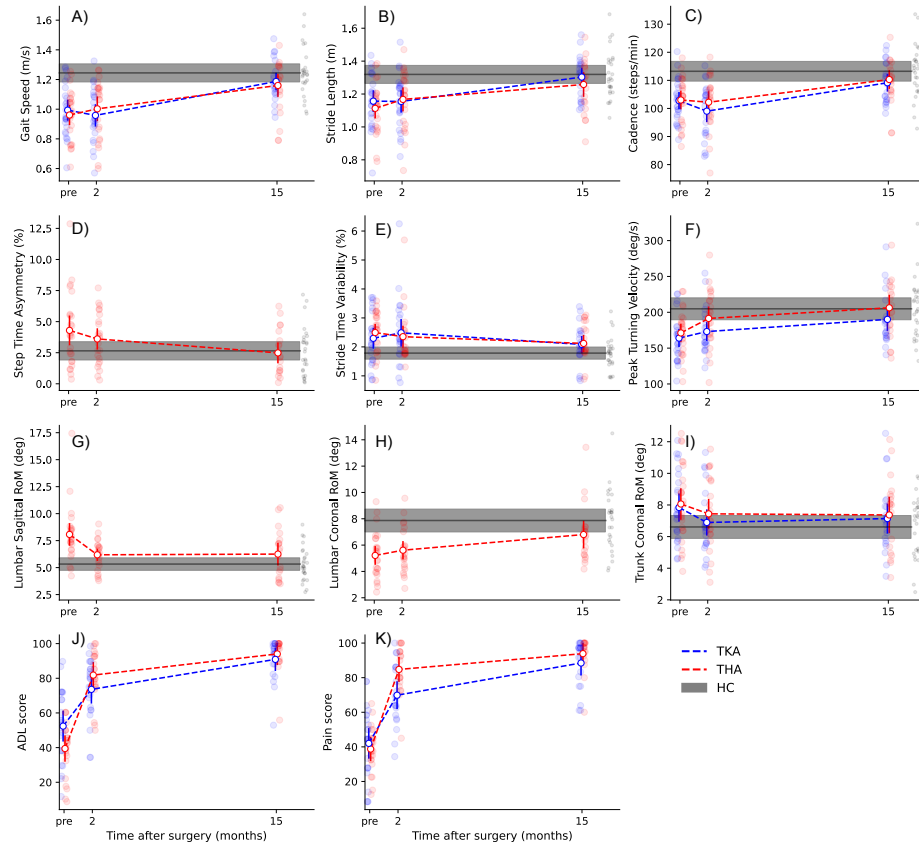 A)
Gait Speed (m/s)
1.6
1.4
1.2
1.0
0.8
0.6
pre
2
15
B)
Stride Length (m)
1.6
1.4
1.2
1.0
0.8
pre
2
15
C)
Cadence (steps/min)
130
120
110
100
90
80
pre
2
15
D)
Step Time Asymmetry (%)
12.5
10.0
7.5
5.0
2.5
0.0
pre
2
15
E)
Stride Time Variability (%)
6
5
4
3
2
1
pre
2
15
F)
Peak Turning Velocity (deg/s)
300
250
200
150
100
pre
2
15
G)
Lumbar Sagittal RoM (deg)
17.5
15.0
12.5
10.0
7.5
5.0
2.5
pre
2
15
H)
Lumbar Coronal RoM (deg)
14
12
10
8
6
4
2
pre
2
15
I)
Trunk Coronal RoM (deg)
12
10
8
6
4
2
pre
2
15
J)
ADL score
100
80
60
40
20
pre
2
15
Time after surgery (months)
K)
Pain score
100
80
60
40
20
pre
2
15
Time after surgery (months)
TKA
THA
HC